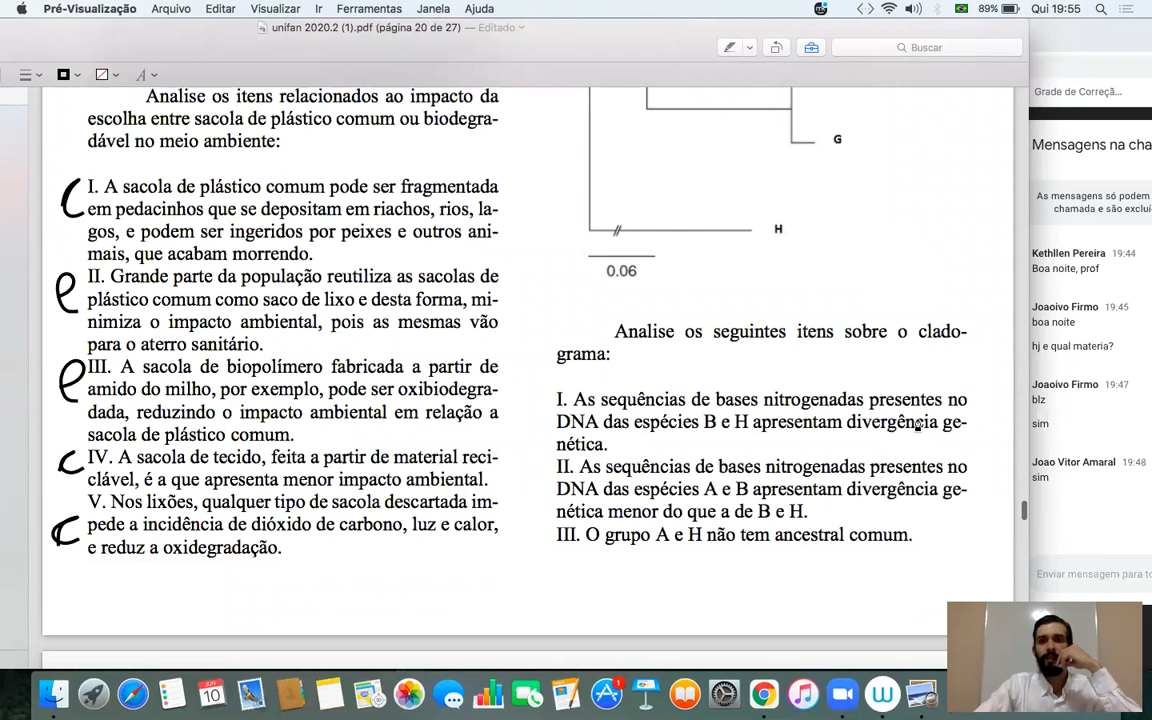 Pré-Visualização Arquivo Editar Visualizar Ir Ferramentas Janela Ajuda 89% Qui 19:55
unifan 2020.2 (1).pdf (página 20 de 27) — Editado
Buscar
Analise os itens relacionados ao impacto da
escolha entre sacola de plástico comum ou biodegra-
dável no meio ambiente:
C I. A sacola de plástico comum pode ser fragmentada
em pedacinhos que se depositam em riachos, rios, la-
gos, e podem ser ingeridos por peixes e outros ani-
mais, que acabam morrendo.
e II. Grande parte da população reutiliza as sacolas de
plástico comum como saco de lixo e desta forma, mi-
nimiza o impacto ambiental, pois as mesmas vão
para o aterro sanitário.
e III. A sacola de biopolímero fabricada a partir de
amido do milho, por exemplo, pode ser oxibiodegra-
dada, reduzindo o impacto ambiental em relação a
sacola de plástico comum.
C IV. A sacola de tecido, feita a partir de material reci-
clável, é a que apresenta menor impacto ambiental.
V. Nos lixões, qualquer tipo de sacola descartada im-
C pede a incidência de dióxido de carbono, luz e calor,
e reduz a oxidegradação.
G
H
0.06
Analise os seguintes itens sobre o clado-
grama:
I. As sequências de bases nitrogenadas presentes no
DNA das espécies B e H apresentam divergência ge-
nética.
II. As sequências de bases nitrogenadas presentes no
DNA das espécies A e B apresentam divergência ge-
nética menor do que a de B e H.
III. O grupo A e H não tem ancestral comum.
Grade de Correçã...
Mensagens na cha
As mensagens só podem
chamada e são excluí
Kethllen Pereira 19:44
Boa noite, prof
Joaoivo Firmo 19:45
boa noite
hj e qual materia?
Joaoivo Firmo 19:47
blz
sim
Joao Vitor Amaral 19:48
sim
Enviar mensagem para to
SET
10
1